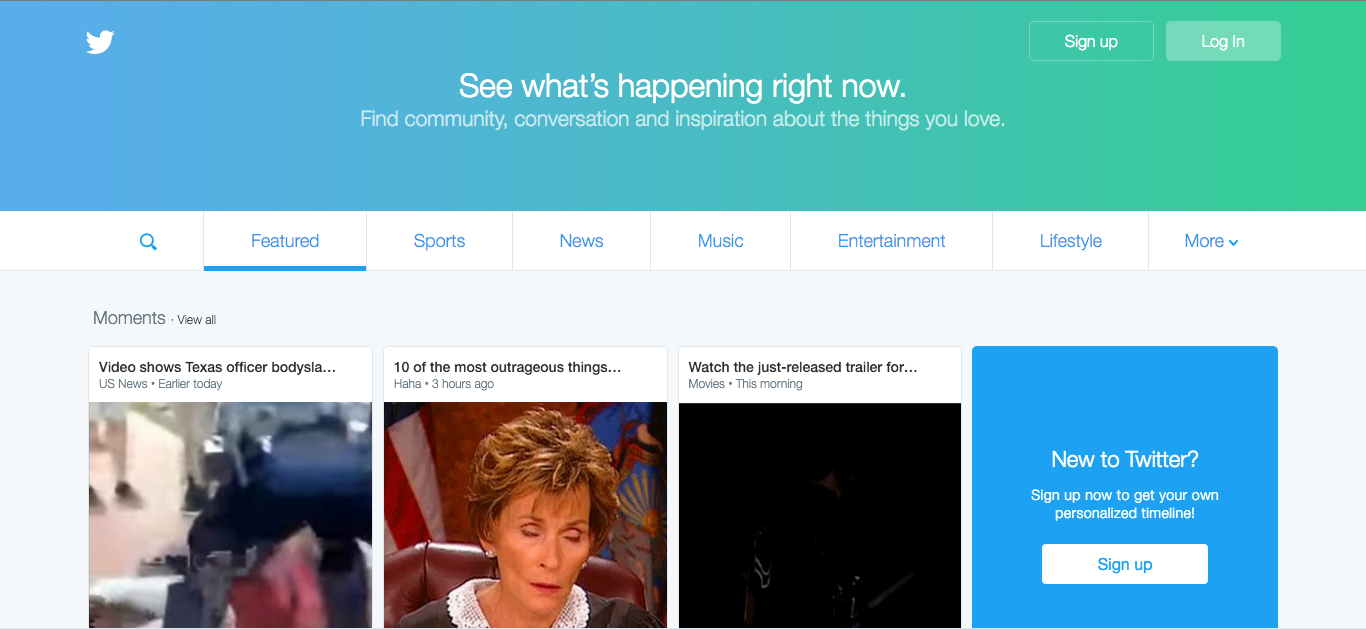 Sign up
Log In
See what's happening right now.
Find community, conversation and inspiration about the things you love.
Featured
Sports
News
Music
Entertainment
Lifestyle
More
Moments · View all
Video shows Texas officer bodysla...
US News • Earlier today
10 of the most outrageous things...
Haha • 3 hours ago
Watch the just-released trailer for...
Movies • This morning
New to Twitter?
Sign up now to get your own
personalized timeline!
Sign up